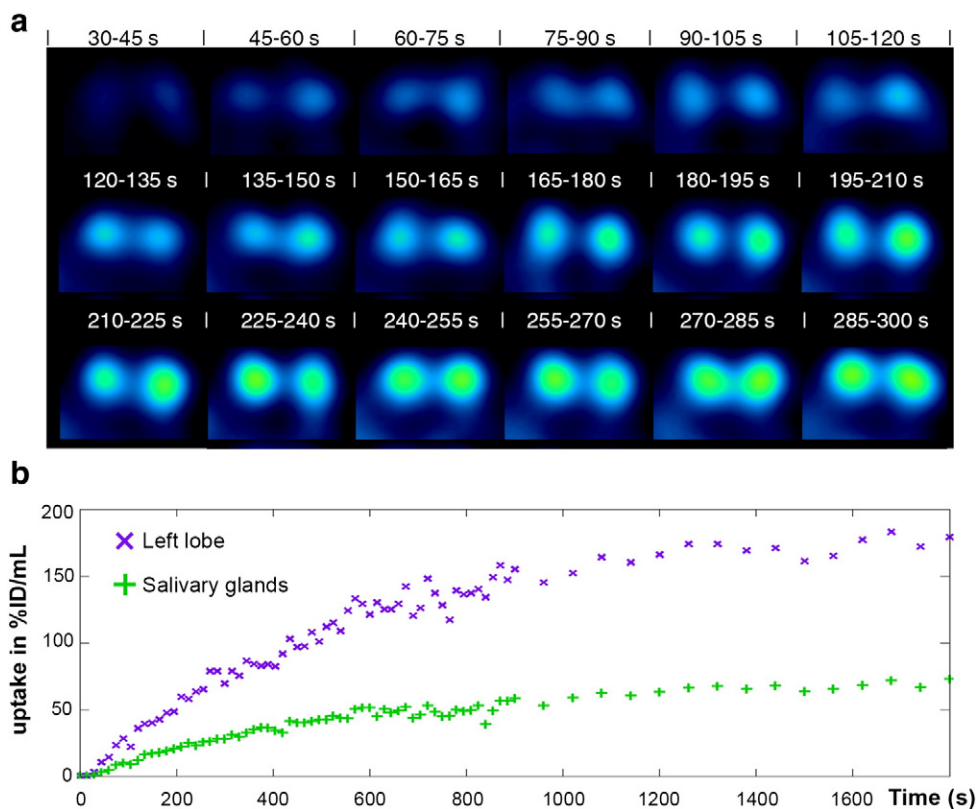 a
| 30-45 s | 45-60 s | 60-75 s | 75-90 s | 90-105 s | 105-120 s |
120-135 s | 135-150 s | 150-165 s | 165-180 s | 180-195 s | 195-210 s
210-225 s | 225-240 s | 240-255 s | 255-270 s | 270-285 s | 285-300 s
b
200
150
100
50
0
uptake in %ID/mL
Left lobe
Salivary glands
0 200 400 600 800 1000 1200 1400 1600 Time (s)